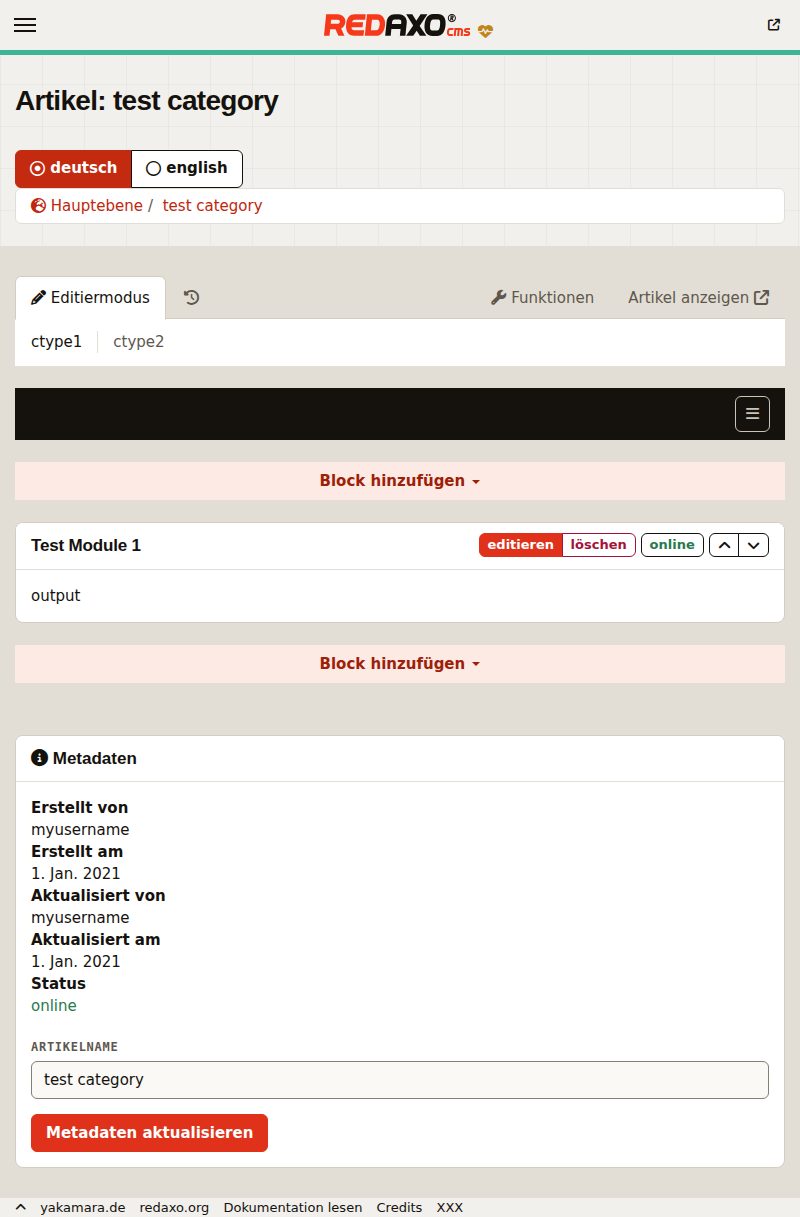 REDAXO® cms
Artikel: test category
deutsch english
Hauptebene / test category
Editiermodus Funktionen Artikel anzeigen
ctype1 ctype2
Block hinzufügen
Test Module 1 editieren löschen online
output
Block hinzufügen
Metadaten
Erstellt von
myusername
Erstellt am
1. Jan. 2021
Aktualisiert von
myusername
Aktualisiert am
1. Jan. 2021
Status
online
ARTIKELNAME
test category
Metadaten aktualisieren
yakamara.de redaxo.org Dokumentation lesen Credits XXX